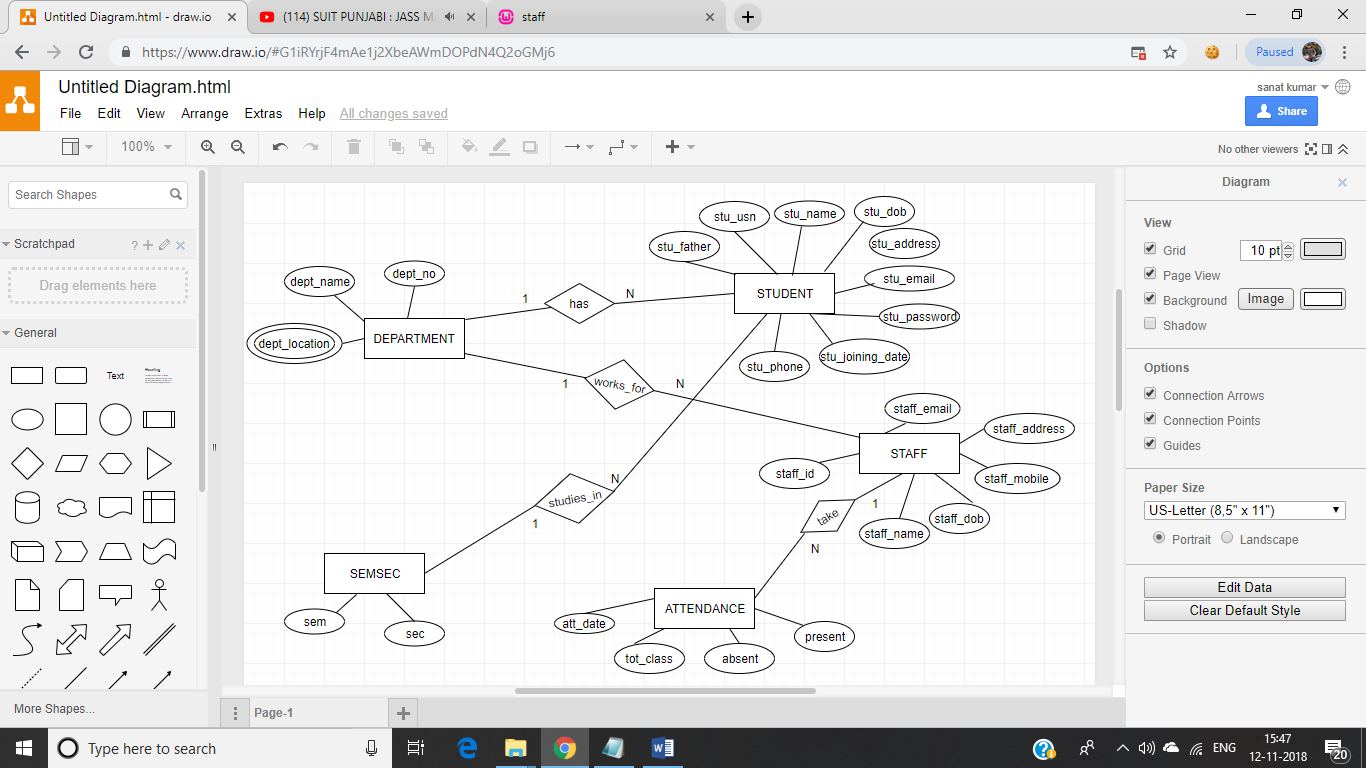 Untitled Diagram.html - draw.io
(114) SUIT PUNJABI : JASS M
staff
https://www.draw.io/#G1iRYrjF4mAe1j2XbeAWmDOPdN4Q2oGMj6
Paused
Untitled Diagram.html
sanat kumar
File Edit View Arrange Extras Help All changes saved
Share
100%
No other viewers
Search Shapes
Scratchpad
?
Drag elements here
General
Text
Heading
More Shapes...
dept_name
dept_no
dept_location
DEPARTMENT
1
has
N
stu_father
stu_usn
stu_name
stu_dob
stu_address
stu_email
stu_password
STUDENT
stu_phone
stu_joining_date
1
works_for
N
staff_email
staff_address
STAFF
staff_id
staff_mobile
staff_name
staff_dob
studies_in
N
1
take
1
N
SEMSEC
sem
sec
ATTENDANCE
att_date
tot_class
absent
present
Page-1
Diagram
View
Grid
10 pt
Page View
Background
Image
Shadow
Options
Connection Arrows
Connection Points
Guides
Paper Size
US-Letter (8,5" x 11")
Portrait
Landscape
Edit Data
Clear Default Style
Type here to search
ENG
15:47
12-11-2018
20